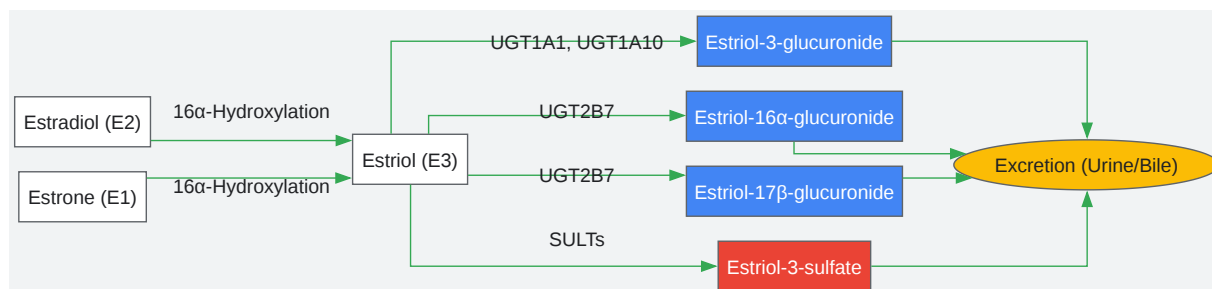 UGT1A1, UGT1A10
Estriol-3-glucuronide
Estradiol (E2)
16α-Hydroxylation
UGT2B7
Estriol-16α-glucuronide
Estriol (E3)
Excretion (Urine/Bile)
Estrone (E1)
16α-Hydroxylation
UGT2B7
Estriol-17β-glucuronide
SULTs
Estriol-3-sulfate